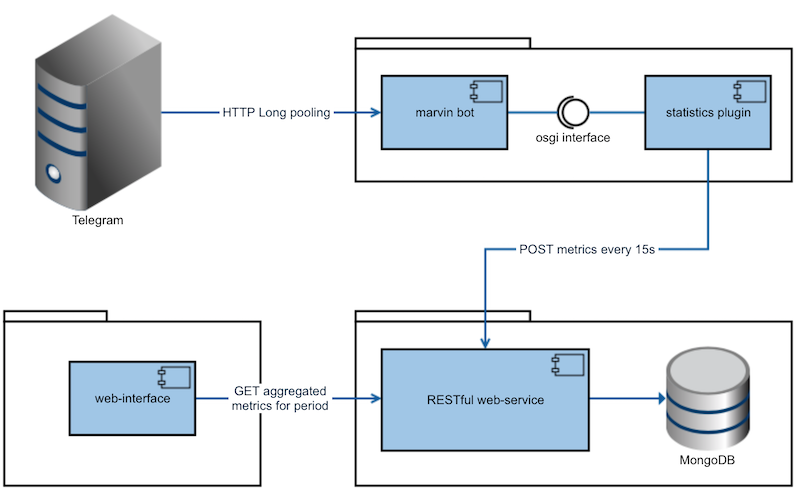 HTTP Long pooling
marvin bot
statistics plugin
osgi interface
Telegram
POST metrics every 15s
web-interface
GET aggregated
metrics for period
RESTful web-service
MongoDB